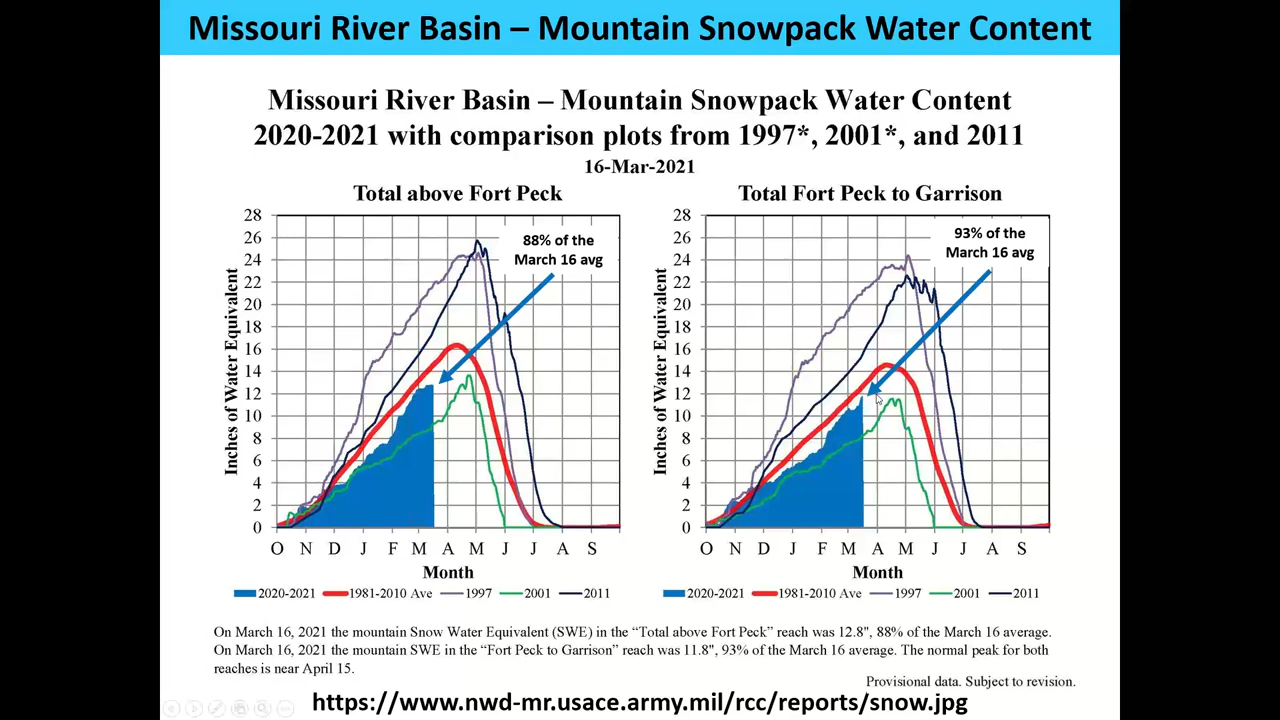 Missouri River Basin – Mountain Snowpack Water Content
Missouri River Basin – Mountain Snowpack Water Content
2020-2021 with comparison plots from 1997*, 2001*, and 2011
16-Mar-2021
Total above Fort Peck
Inches of Water Equivalent
28
26
24
22
20
18
16
14
12
10
8
6
4
2
0
88% of the
March 16 avg
O N D J F M A M J J A S
Month
2020-2021 1981-2010 Ave 1997 2001 2011
Total Fort Peck to Garrison
Inches of Water Equivalent
28
26
24
22
20
18
16
14
12
10
8
6
4
2
0
93% of the
March 16 avg
O N D J F M A M J J A S
Month
2020-2021 1981-2010 Ave 1997 2001 2011
On March 16, 2021 the mountain Snow Water Equivalent (SWE) in the “Total above Fort Peck” reach was 12.8", 88% of the March 16 average.
On March 16, 2021 the mountain SWE in the “Fort Peck to Garrison” reach was 11.8", 93% of the March 16 average. The normal peak for both
reaches is near April 15.
Provisional data. Subject to revision.
https://www.nwd-mr.usace.army.mil/rcc/reports/snow.jpg